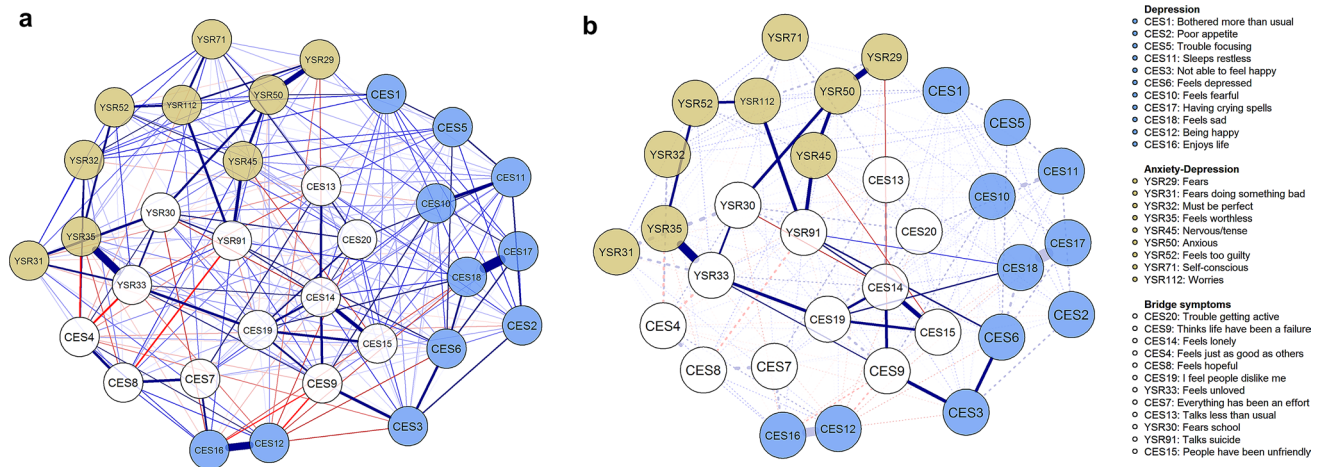 a
YSR71
YSR29
YSR50
YSR112
YSR52
CES1
CES5
YSR32
YSR45
CES13
CES11
CES10
YSR30
YSR35
YSR91
CES20
CES17
YSR31
CES18
YSR33
CES14
CES2
CES4
CES19
CES15
CES6
CES8
CES7
CES9
CES3
CES16
CES12
b
YSR71
YSR29
YSR50
YSR112
YSR52
CES1
CES5
YSR32
YSR45
CES13
CES11
CES10
YSR30
YSR35
YSR91
CES20
CES17
YSR31
CES18
YSR33
CES14
CES2
CES4
CES19
CES15
CES6
CES8
CES7
CES9
CES3
CES16
CES12
Depression
CES1: Bothered more than usual
CES2: Poor appetite
CES5: Trouble focusing
CES11: Sleeps restless
CES3: Not able to feel happy
CES6: Feels depressed
CES10: Feels fearful
CES17: Having crying spells
CES18: Feels sad
CES12: Being happy
CES16: Enjoys life
Anxiety-Depression
YSR29: Fears
YSR31: Fears doing something bad
YSR32: Must be perfect
YSR35: Feels worthless
YSR45: Nervous/tense
YSR50: Anxious
YSR52: Feels too guilty
YSR71: Self-conscious
YSR112: Worries
Bridge symptoms
CES20: Trouble getting active
CES9: Thinks life have been a failure
CES14: Feels lonely
CES4: Feels just as good as others
CES8: Feels hopeful
CES19: I feel people dislike me
YSR33: Feels unloved
CES7: Everything has been an effort
CES13: Talks less than usual
YSR30: Fears school
YSR91: Talks suicide
CES15: People have been unfriendly